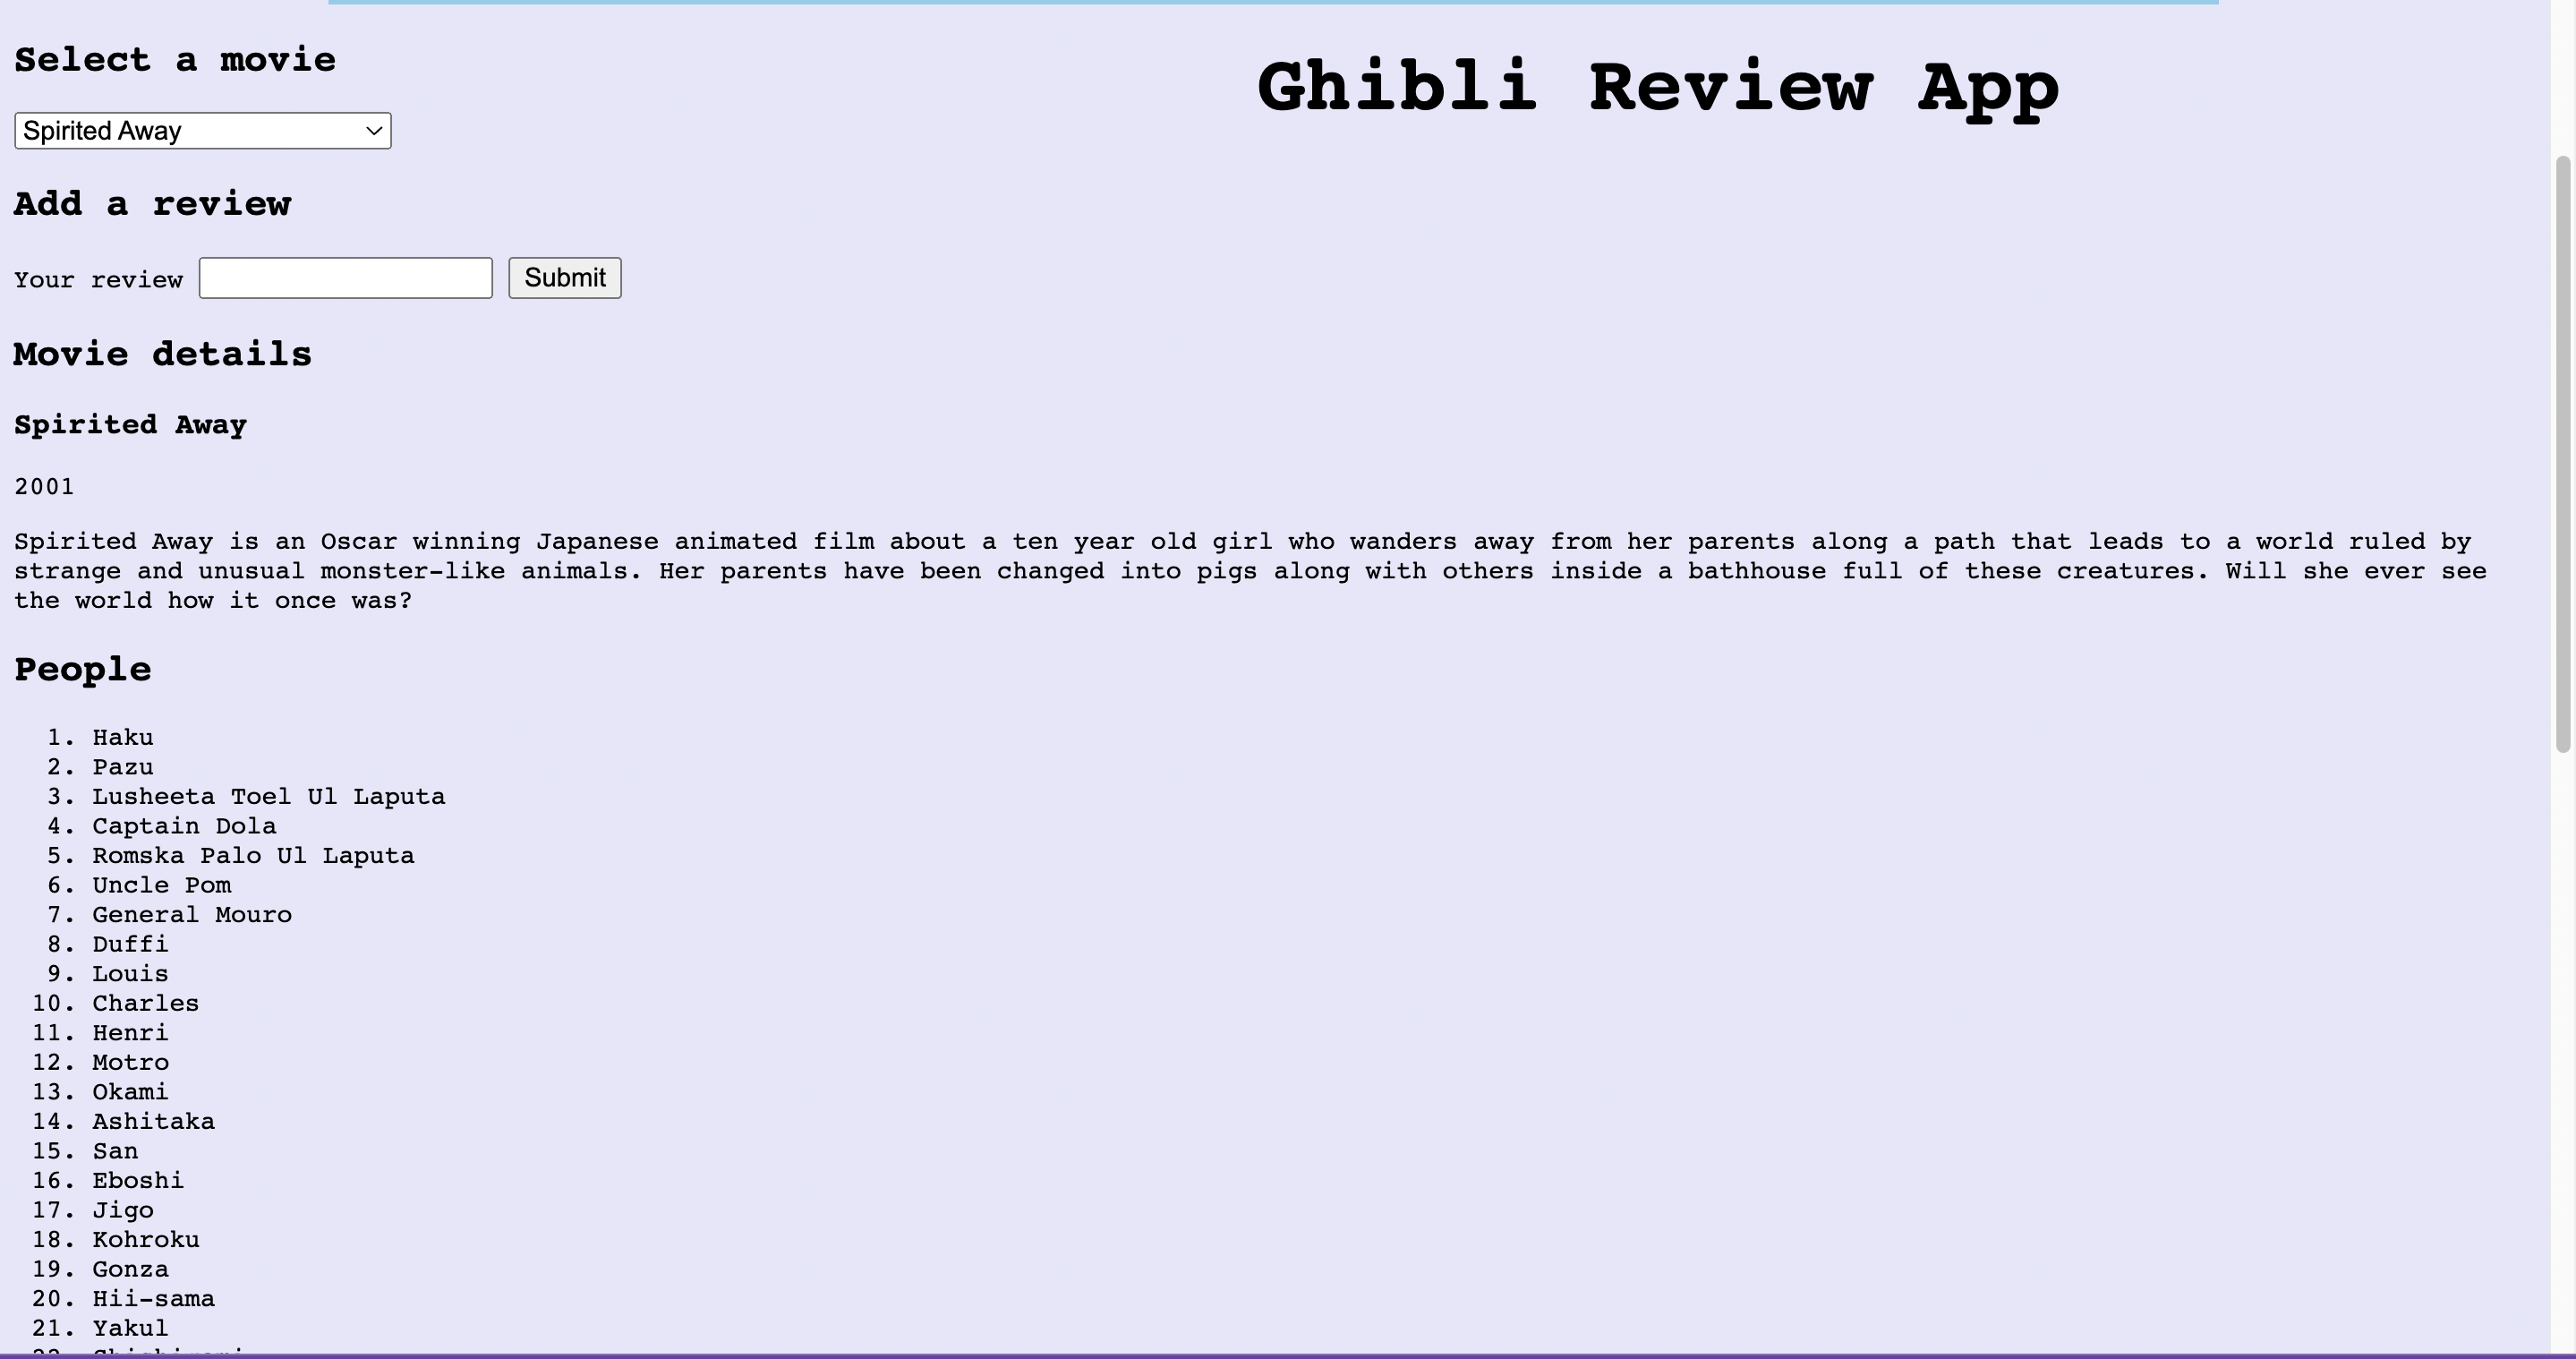 Select a movie
Ghibli Review App
Spirited Away
Add a review
Your review Submit
Movie details
Spirited Away
2001
Spirited Away is an Oscar winning Japanese animated film about a ten year old girl who wanders away from her parents along a path that leads to a world ruled by
strange and unusual monster-like animals. Her parents have been changed into pigs along with others inside a bathhouse full of these creatures. Will she ever see
the world how it once was?
People
1. Haku
2. Pazu
3. Lusheeta Toel Ul Laputa
4. Captain Dola
5. Romska Palo Ul Laputa
6. Uncle Pom
7. General Mouro
8. Duffi
9. Louis
10. Charles
11. Henri
12. Motro
13. Okami
14. Ashitaka
15. San
16. Eboshi
17. Jigo
18. Kohroku
19. Gonza
20. Hii-sama
21. Yakul